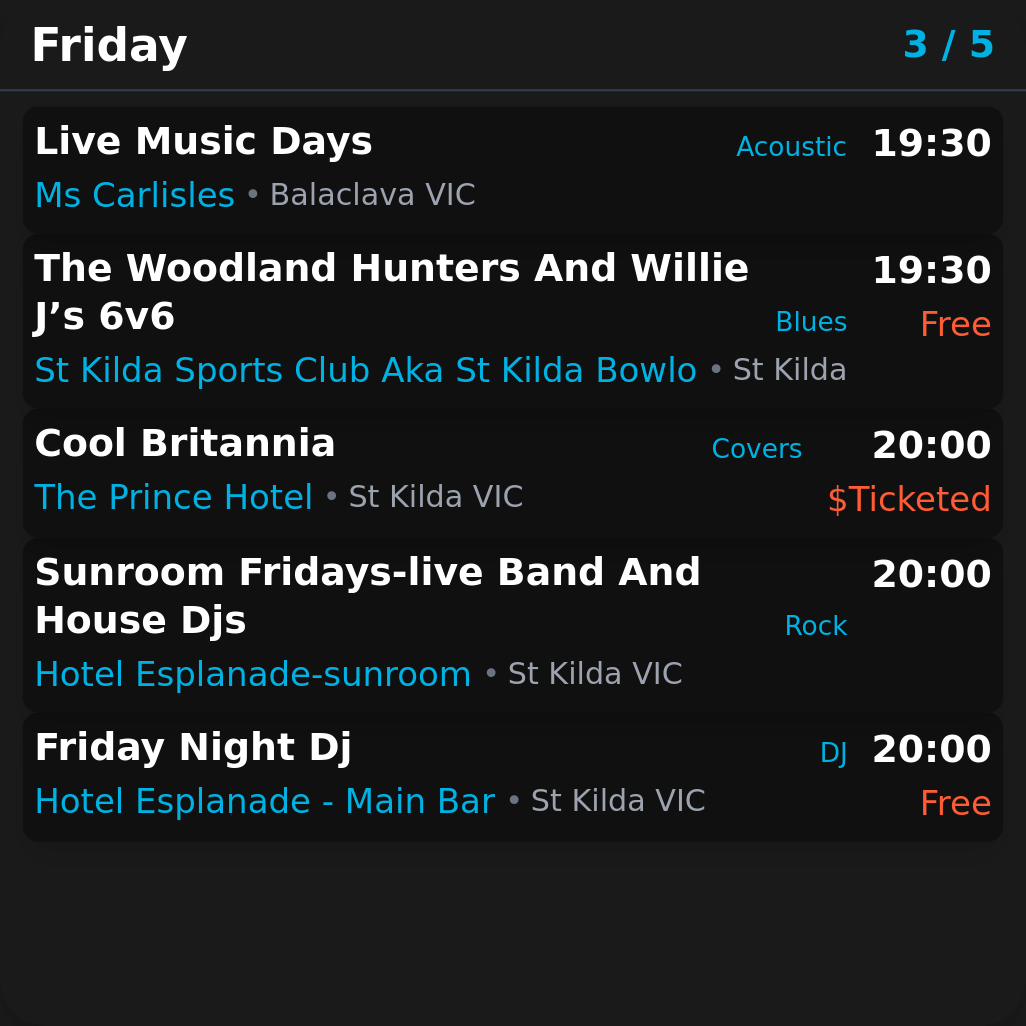 Friday 3 / 5
Live Music Days Acoustic 19:30
Ms Carlisles • Balaclava VIC
The Woodland Hunters And Willie 19:30
J’s 6v6 Blues Free
St Kilda Sports Club Aka St Kilda Bowlo • St Kilda
Cool Britannia Covers 20:00
The Prince Hotel • St Kilda VIC $Ticketed
Sunroom Fridays-live Band And 20:00
House Djs Rock
Hotel Esplanade-sunroom • St Kilda VIC
Friday Night Dj DJ 20:00
Hotel Esplanade - Main Bar • St Kilda VIC Free